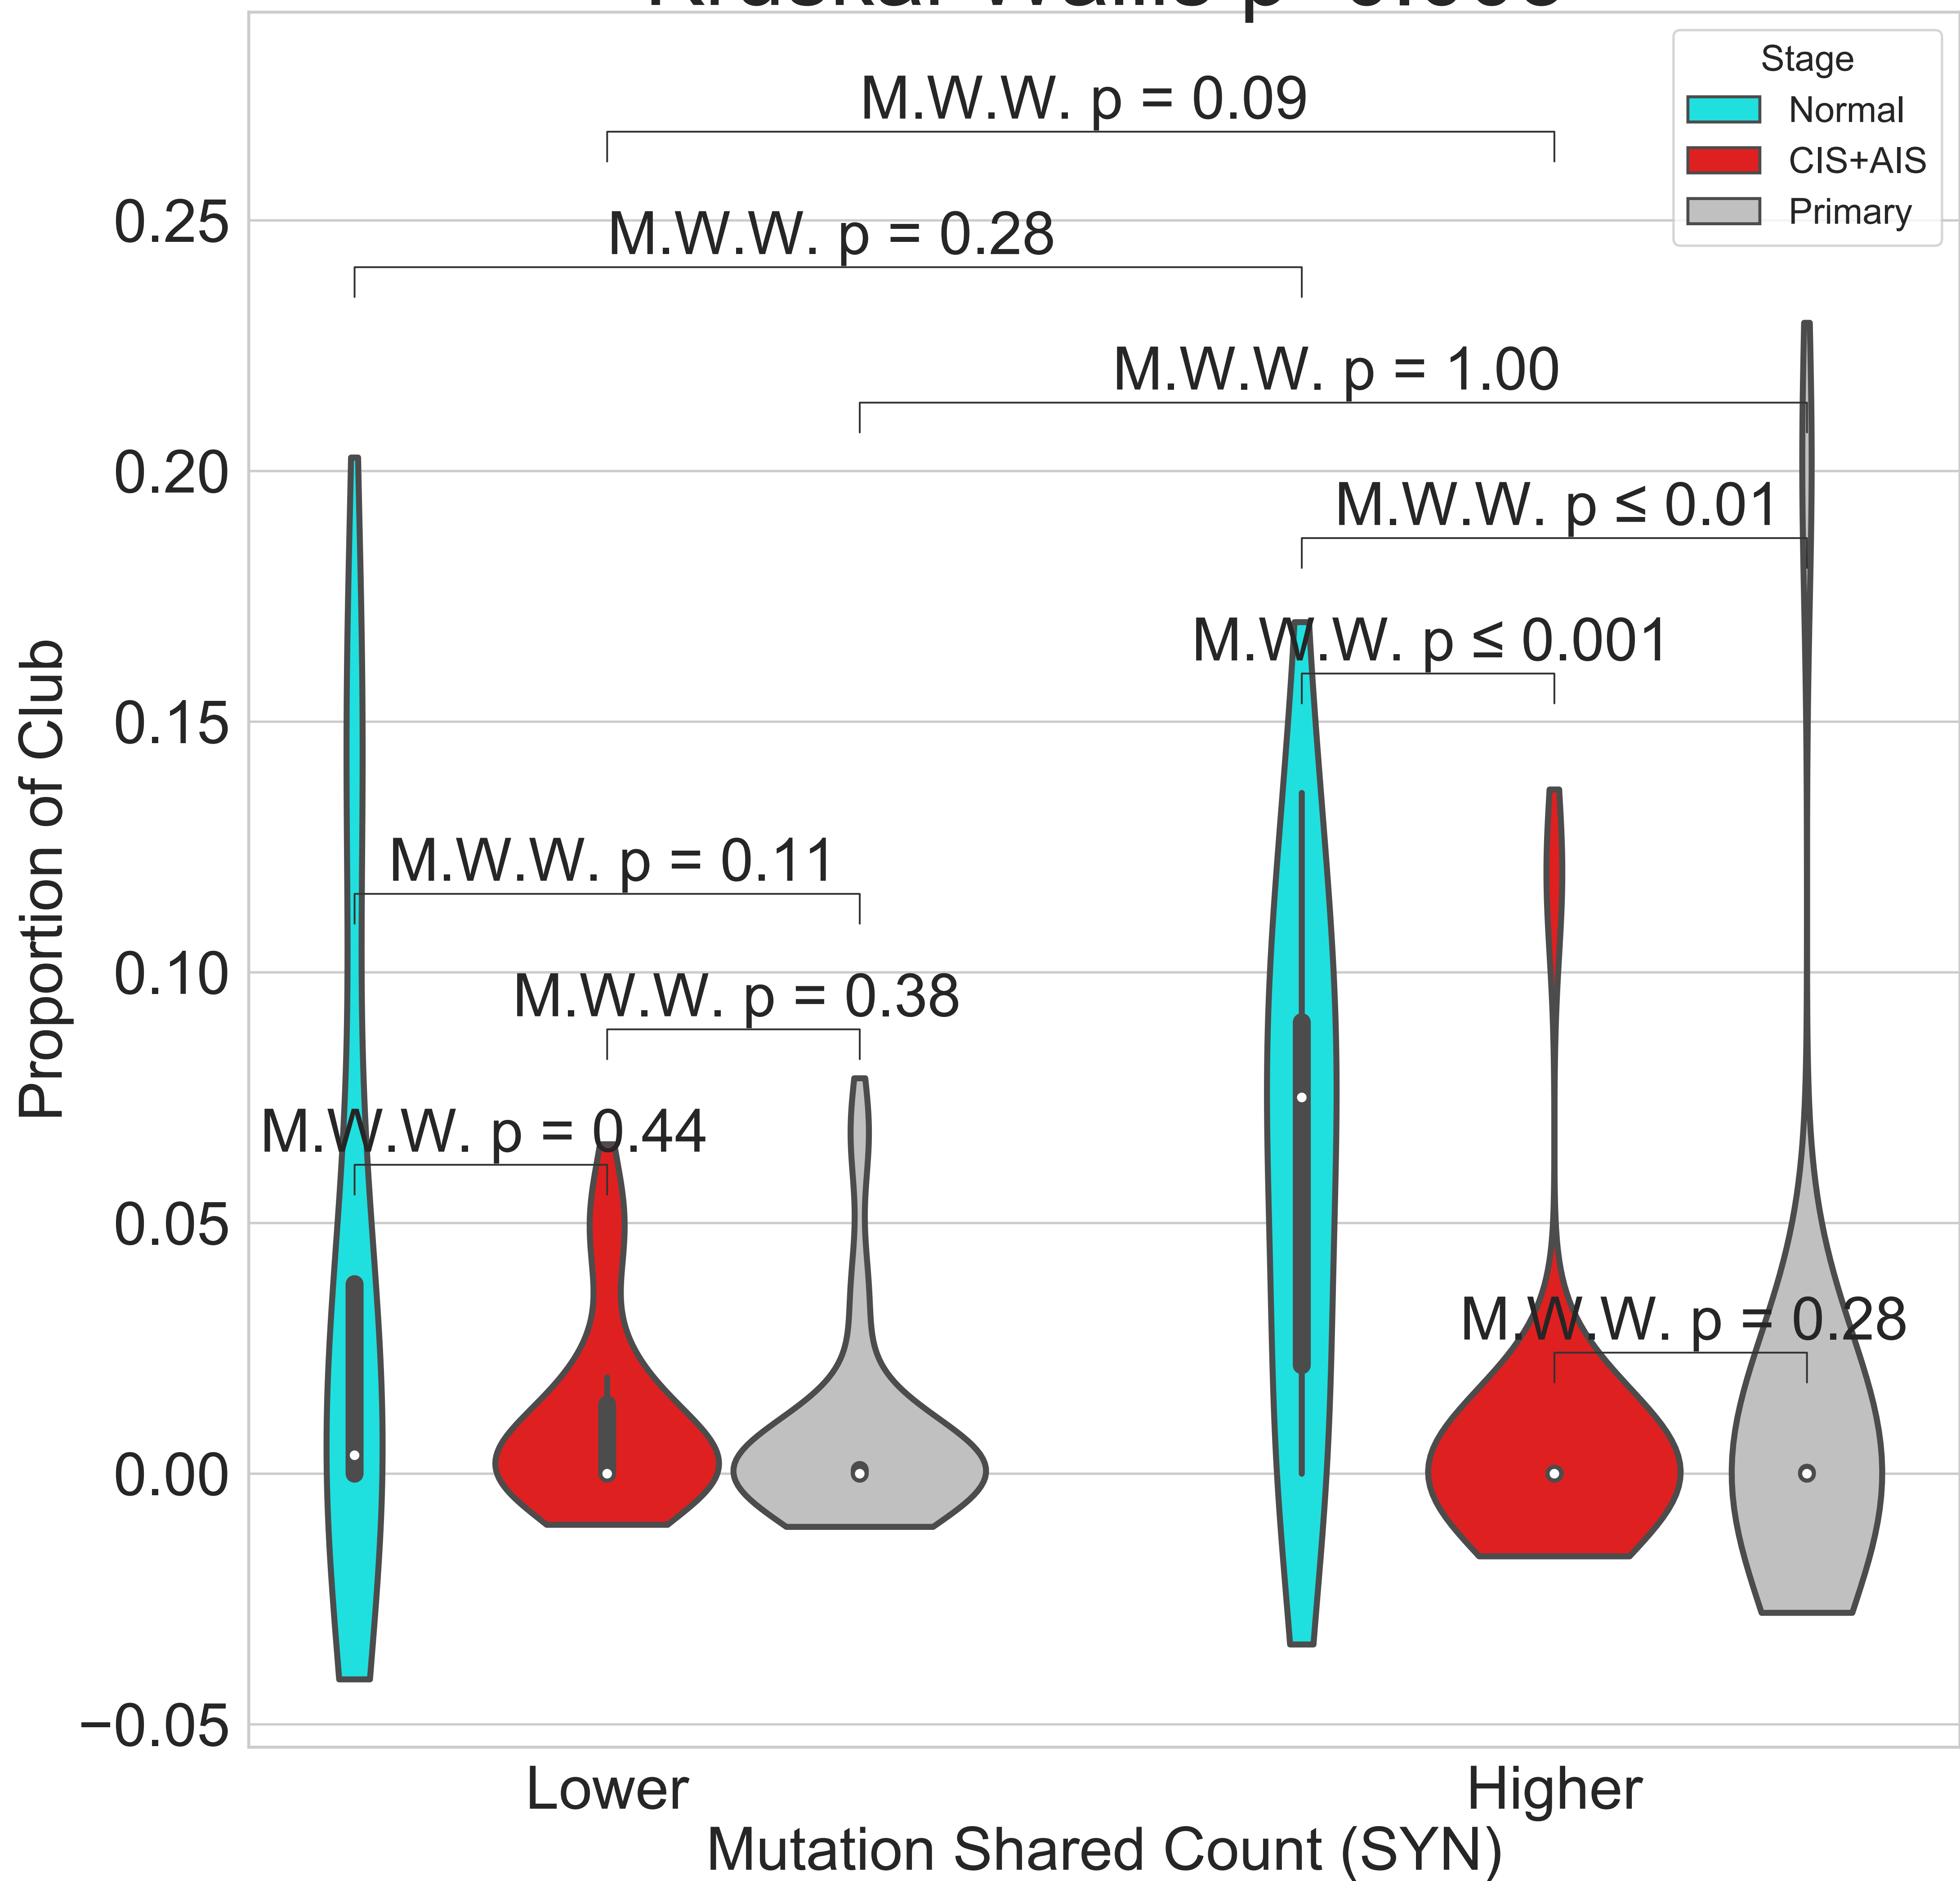 Stage
Normal
CIS+AIS
Primary
M.W.W. p = 0.09
M.W.W. p = 0.28
M.W.W. p = 1.00
M.W.W. p ≤ 0.01
M.W.W. p ≤ 0.001
M.W.W. p = 0.11
M.W.W. p = 0.38
M.W.W. p = 0.44
M.W.W. p = 0.28
0.25
0.20
0.15
0.10
0.05
0.00
−0.05
Proportion of Club
Lower
Higher
Mutation Shared Count (SYN)